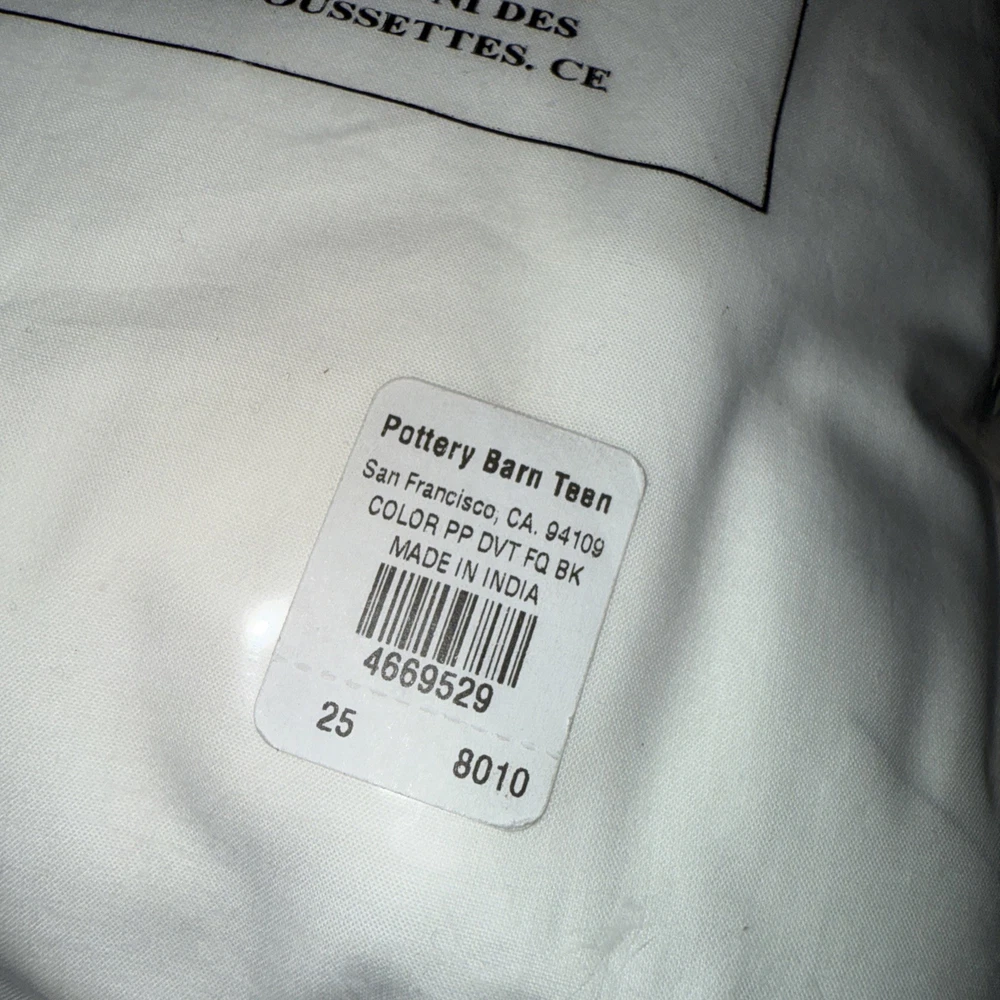 NI DES
OUSSETTES. CE
Pottery Barn Teen
San Francisco, CA. 94109
COLOR PP DVT FQ BK
MADE IN INDIA
4669529
25
8010